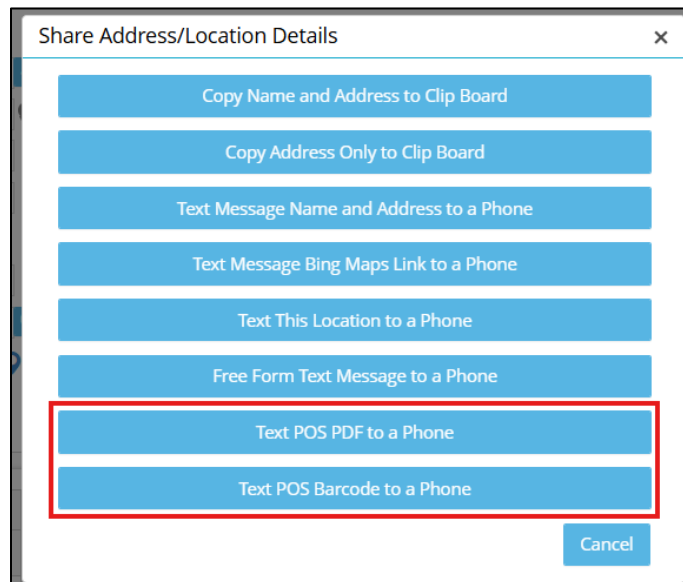 Share Address/Location Details
Copy Name and Address to Clip Board
Copy Address Only to Clip Board
Text Message Name and Address to a Phone
Text Message Bing Maps Link to a Phone
Text This Location to a Phone
Free Form Text Message to a Phone
Text POS PDF to a Phone
Text POS Barcode to a Phone
Cancel